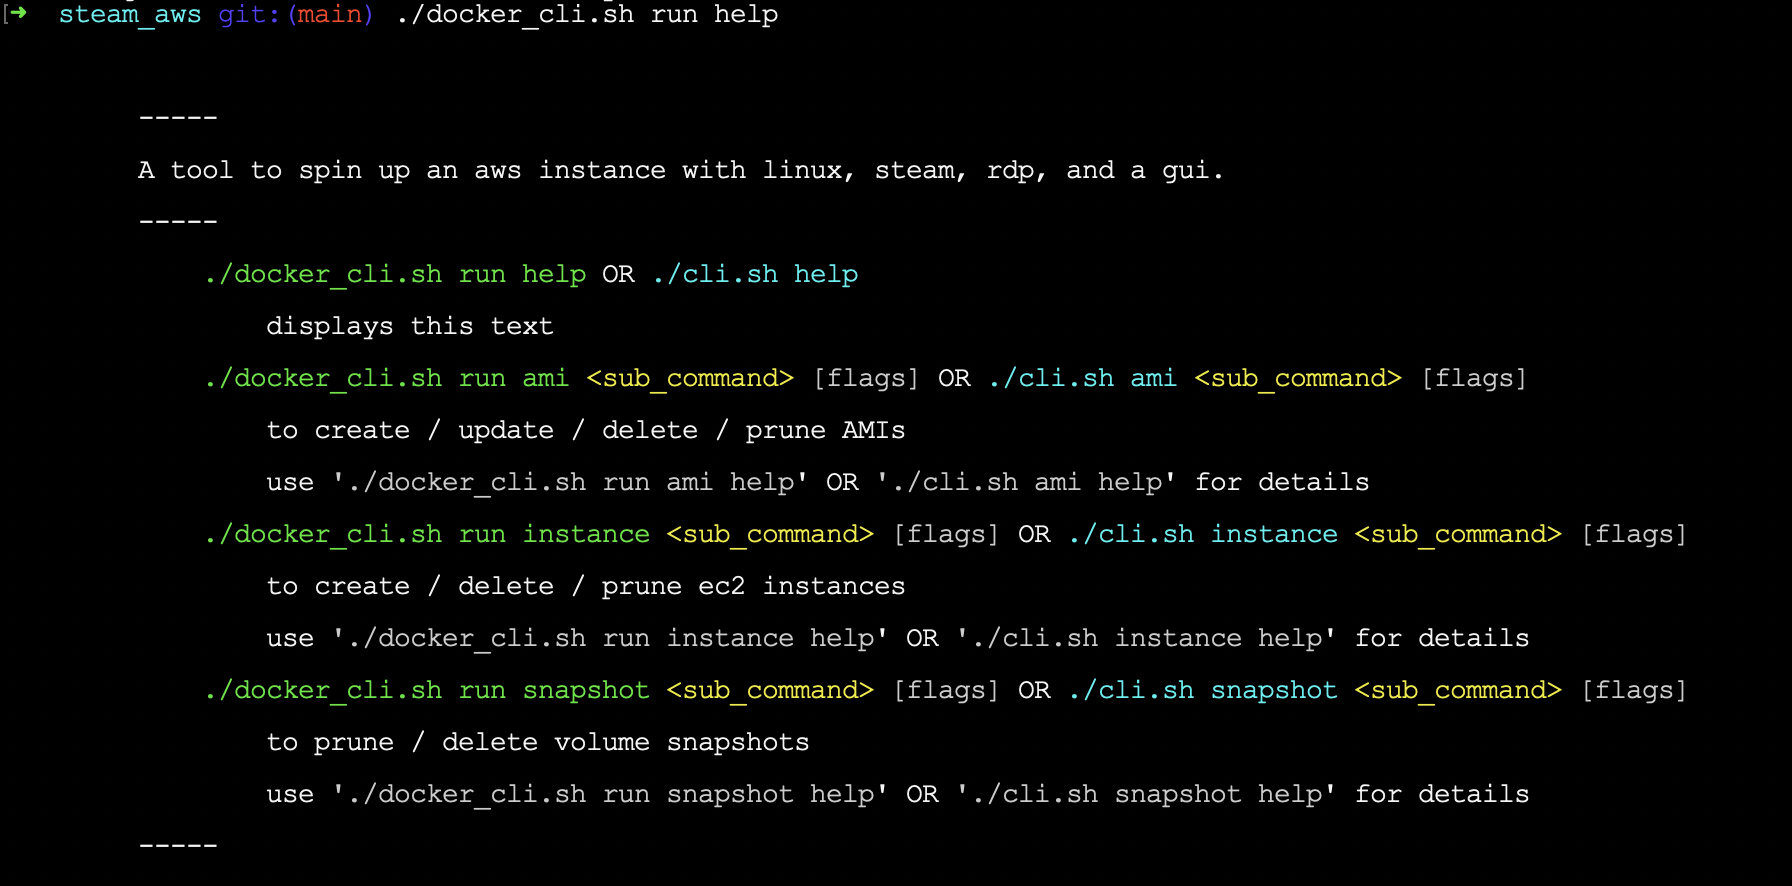 [➜  steam_aws git:(main) ./docker_cli.sh run help
-----
A tool to spin up an aws instance with linux, steam, rdp, and a gui.
-----
./docker_cli.sh run help OR ./cli.sh help
displays this text
./docker_cli.sh run ami <sub_command> [flags] OR ./cli.sh ami <sub_command> [flags]
to create / update / delete / prune AMIs
use './docker_cli.sh run ami help' OR './cli.sh ami help' for details
./docker_cli.sh run instance <sub_command> [flags] OR ./cli.sh instance <sub_command> [flags]
to create / delete / prune ec2 instances
use './docker_cli.sh run instance help' OR './cli.sh instance help' for details
./docker_cli.sh run snapshot <sub_command> [flags] OR ./cli.sh snapshot <sub_command> [flags]
to prune / delete volume snapshots
use './docker_cli.sh run snapshot help' OR './cli.sh snapshot help' for details
-----